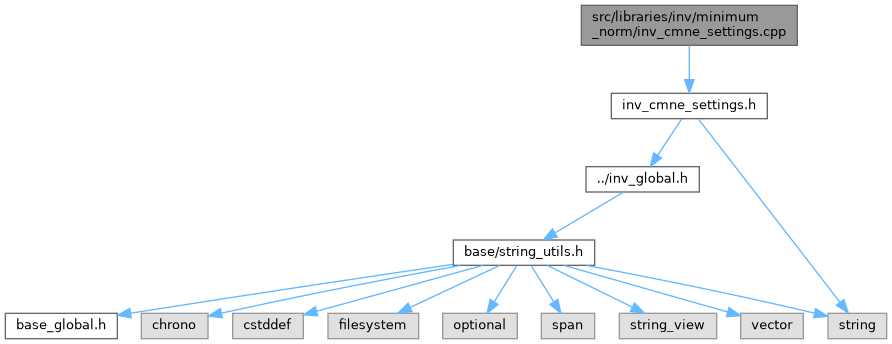 src/libraries/inv/minimum
_norm/inv_cmne_settings.cpp
inv_cmne_settings.h
../inv_global.h
base/string_utils.h
base_global.h
chrono
cstddef
filesystem
optional
span
string_view
vector
string